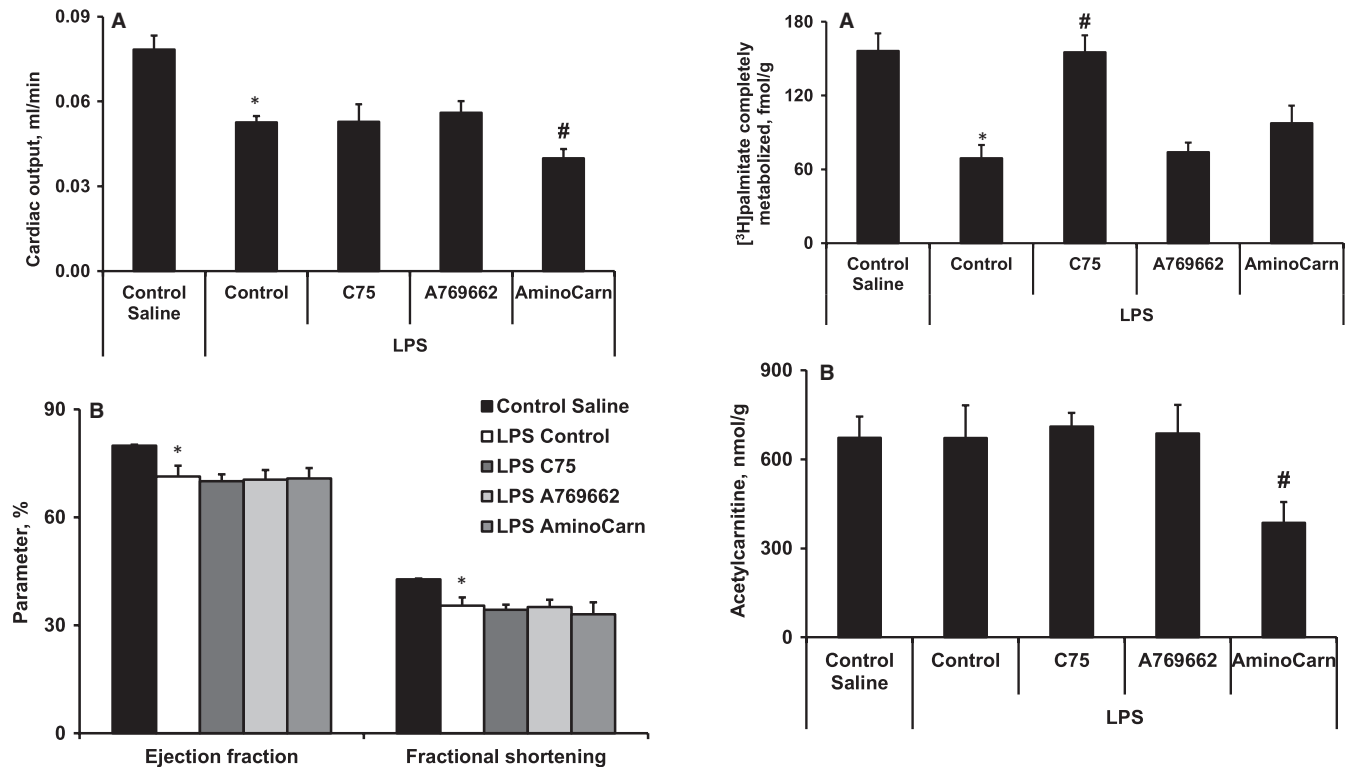 A
Cardiac output, ml/min
0.09
0.06
0.03
0.00
*
#
Control
Saline
Control
C75
A769662
AminoCarn
LPS
B
Parameter, %
90
60
30
0
*
*
Control Saline
LPS Control
LPS C75
LPS A769662
LPS AminoCarn
Ejection fraction
Fractional shortening
A
[³H]palmitate completely
metabolized, fmol/g
180
120
60
0
*
#
Control
Saline
Control
C75
A769662
AminoCarn
LPS
B
Acetylcarnitine, nmol/g
900
600
300
0
#
Control
Saline
Control
C75
A769662
AminoCarn
LPS